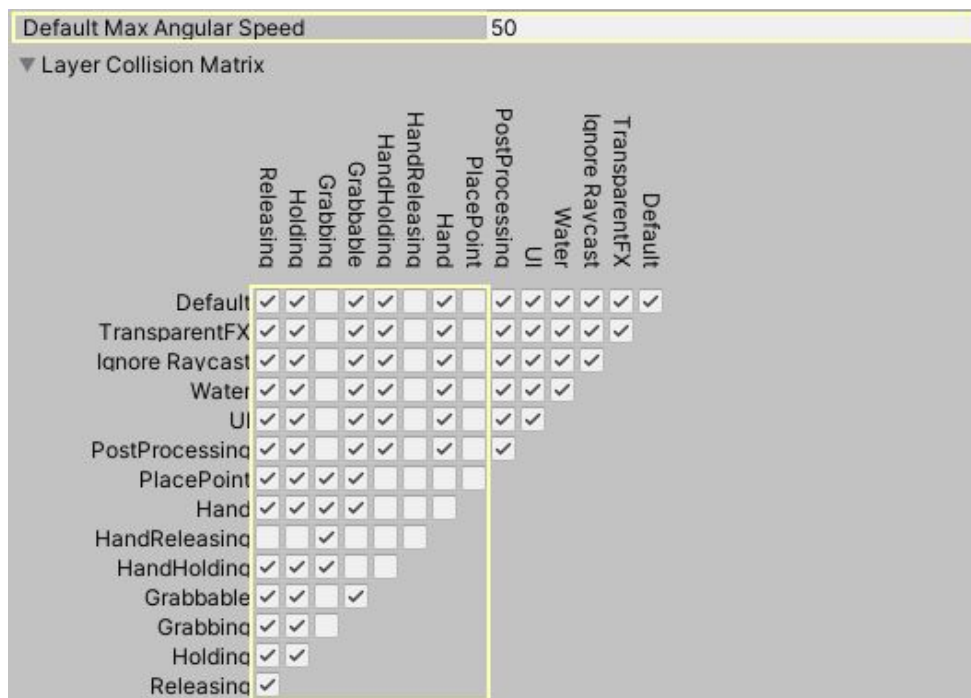 Default Max Angular Speed 50
Layer Collision Matrix
Releasing
Holding
Grabbing
Grabbable
HandHolding
HandReleasing
Hand
PlacePoint
PostProcessing
UI
Water
Ignore Raycast
TransparentFX
Default
Default
TransparentFX
Ignore Raycast
Water
UI
PostProcessing
PlacePoint
Hand
HandReleasing
HandHolding
Grabbable
Grabbing
Holding
Releasing